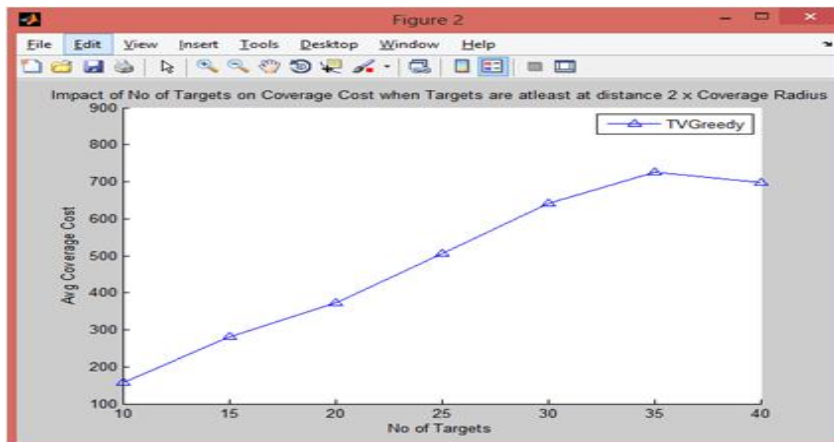 Figure 2
File Edit View Insert Tools Desktop Window Help
Impact of No of Targets on Coverage Cost when Targets are atleast at distance 2 x Coverage Radius
900
800
700
600
500
400
300
200
100
Avg Coverage Cost
TVGreedy
10 15 20 25 30 35 40
No of Targets